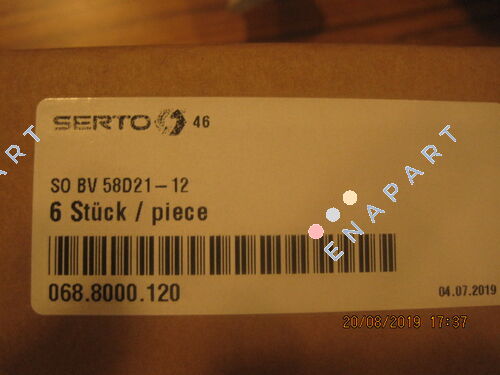 SERTO 46
SO BV 58D21-12
6 Stück / piece
068.8000.120
04.07.2019
20/08/2019 17:37
ENAPART
PART